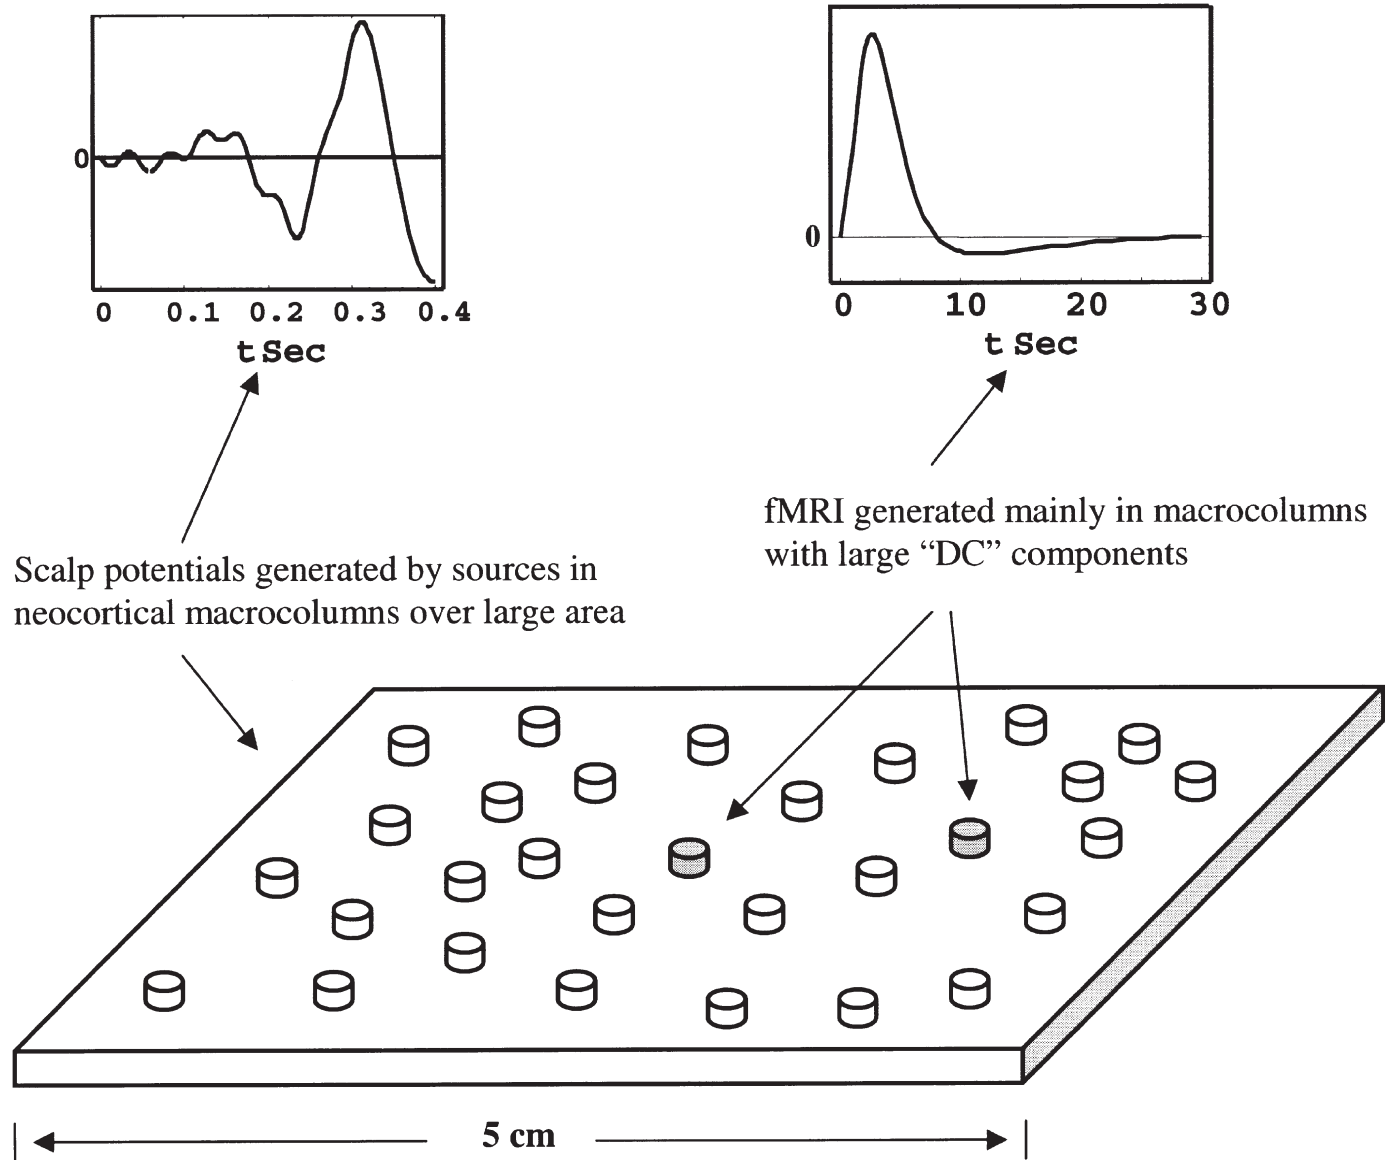 0
0 0.1 0.2 0.3 0.4
t Sec
0
0 10 20 30
t Sec
fMRI generated mainly in macrocolumns
with large “DC” components
Scalp potentials generated by sources in
neocortical macrocolumns over large area
5 cm